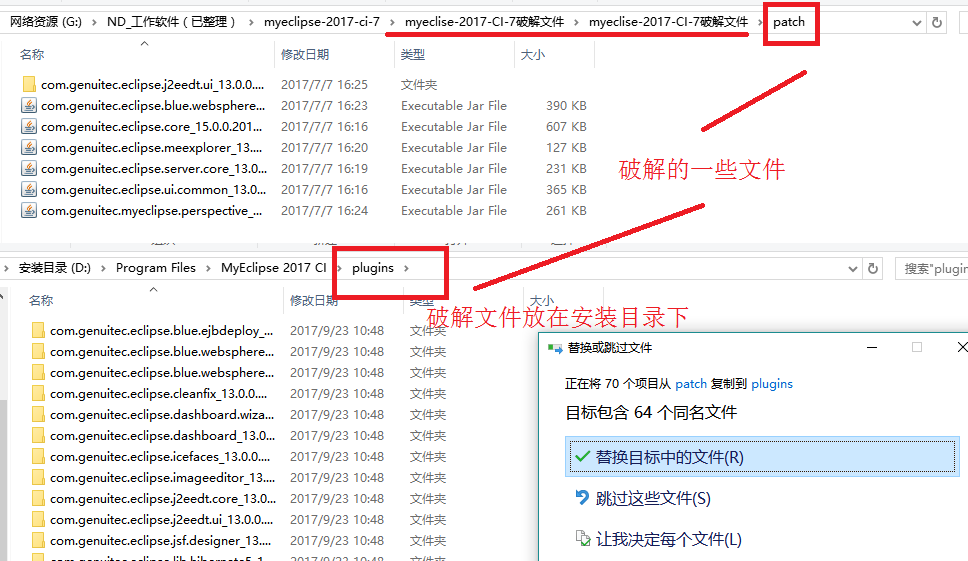 网络资源 (G:) › ND_工作软件（已整理） › myeclipse-2017-ci-7 › myeclise-2017-CI-7破解文件 › myeclise-2017-CI-7破解文件 › patch
名称 修改日期 类型 大小
com.genuitec.eclipse.j2eedt.ui_13.0.0.... 2017/7/7 16:25 文件夹
com.genuitec.eclipse.blue.websphere... 2017/7/7 16:23 Executable Jar File 390 KB
com.genuitec.eclipse.core_15.0.0.201... 2017/7/7 16:16 Executable Jar File 607 KB
com.genuitec.eclipse.meexplorer_13.... 2017/7/7 16:20 Executable Jar File 127 KB
com.genuitec.eclipse.server.core_13.0... 2017/7/7 16:19 Executable Jar File 231 KB
com.genuitec.eclipse.ui.common_13.0... 2017/7/7 16:16 Executable Jar File 365 KB
com.genuitec.myeclipse.perspective_... 2017/7/7 16:24 Executable Jar File 261 KB
破解的一些文件
› 安装目录 (D:) › Program Files › MyEclipse 2017 CI › plugins › 搜索"plugin
名称 修改日期 类型 大小
破解文件放在安装目录下
com.genuitec.eclipse.blue.ejbdeploy_... 2017/9/23 10:48 文件夹
com.genuitec.eclipse.blue.websphere... 2017/9/23 10:48 文件夹
com.genuitec.eclipse.blue.websphere... 2017/9/23 10:48 文件夹
com.genuitec.eclipse.cleanfix_13.0.0.... 2017/9/23 10:48 文件夹
com.genuitec.eclipse.dashboard.wiza... 2017/9/23 10:48 文件夹
com.genuitec.eclipse.dashboard_13.0... 2017/9/23 10:48 文件夹
com.genuitec.eclipse.icefaces_13.0.0.... 2017/9/23 10:48 文件夹
com.genuitec.eclipse.imageeditor_13.... 2017/9/23 10:48 文件夹
com.genuitec.eclipse.j2eedt.core_13.0... 2017/9/23 10:48 文件夹
com.genuitec.eclipse.j2eedt.ui_13.0.0.... 2017/9/23 10:48 文件夹
com.genuitec.eclipse.jsf.designer_13.... 2017/9/23 10:48 文件夹
替换或跳过文件
正在将 70 个项目从 patch 复制到 plugins
目标包含 64 个同名文件
替换目标中的文件(R)
跳过这些文件(S)
让我决定每个文件(L)